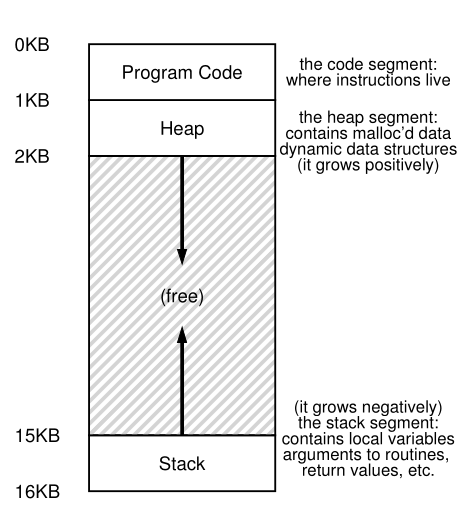 0KB
Program Code
the code segment:
where instructions live
1KB
Heap
the heap segment:
contains malloc'd data
dynamic data structures
(it grows positively)
2KB
(free)
(it grows negatively)
the stack segment:
contains local variables
arguments to routines,
return values, etc.
15KB
Stack
16KB